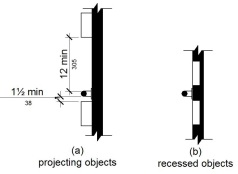 12 min
305
1½ min
38
(a)
projecting objects
(b)
recessed objects